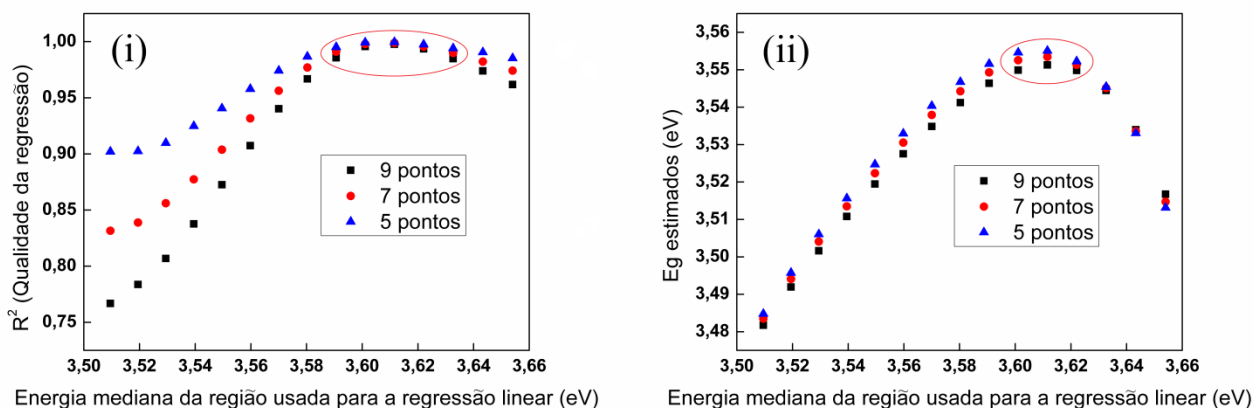 (i)
1,00
0,95
0,90
0,85
0,80
0,75
R² (Qualidade da regressão)
9 pontos
7 pontos
5 pontos
3,50 3,52 3,54 3,56 3,58 3,60 3,62 3,64 3,66
Energia mediana da região usada para a regressão linear (eV)
(ii)
3,56
3,55
3,54
3,53
3,52
3,51
3,50
3,49
3,48
Eg estimados (eV)
9 pontos
7 pontos
5 pontos
3,50 3,52 3,54 3,56 3,58 3,60 3,62 3,64 3,66
Energia mediana da região usada para a regressão linear (eV)